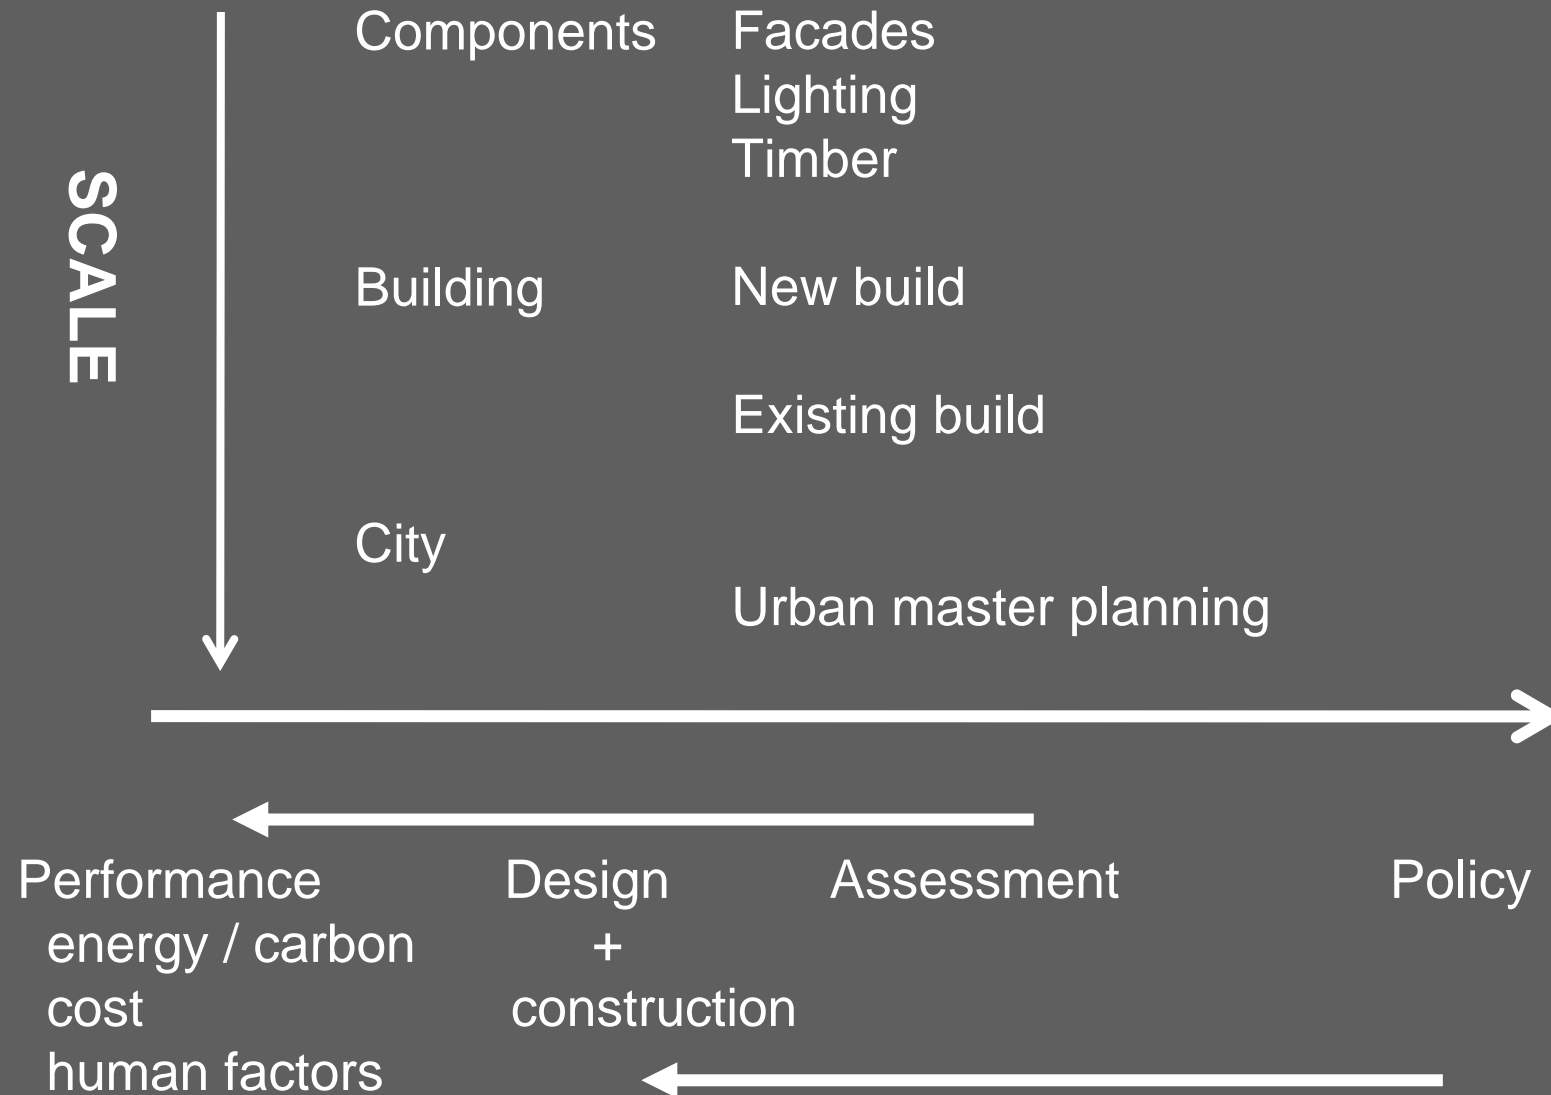 SCALE
Components Facades
Lighting
Timber
Building New build
Existing build
City
Urban master planning
Performance Design Assessment Policy
energy / carbon +
cost construction
human factors